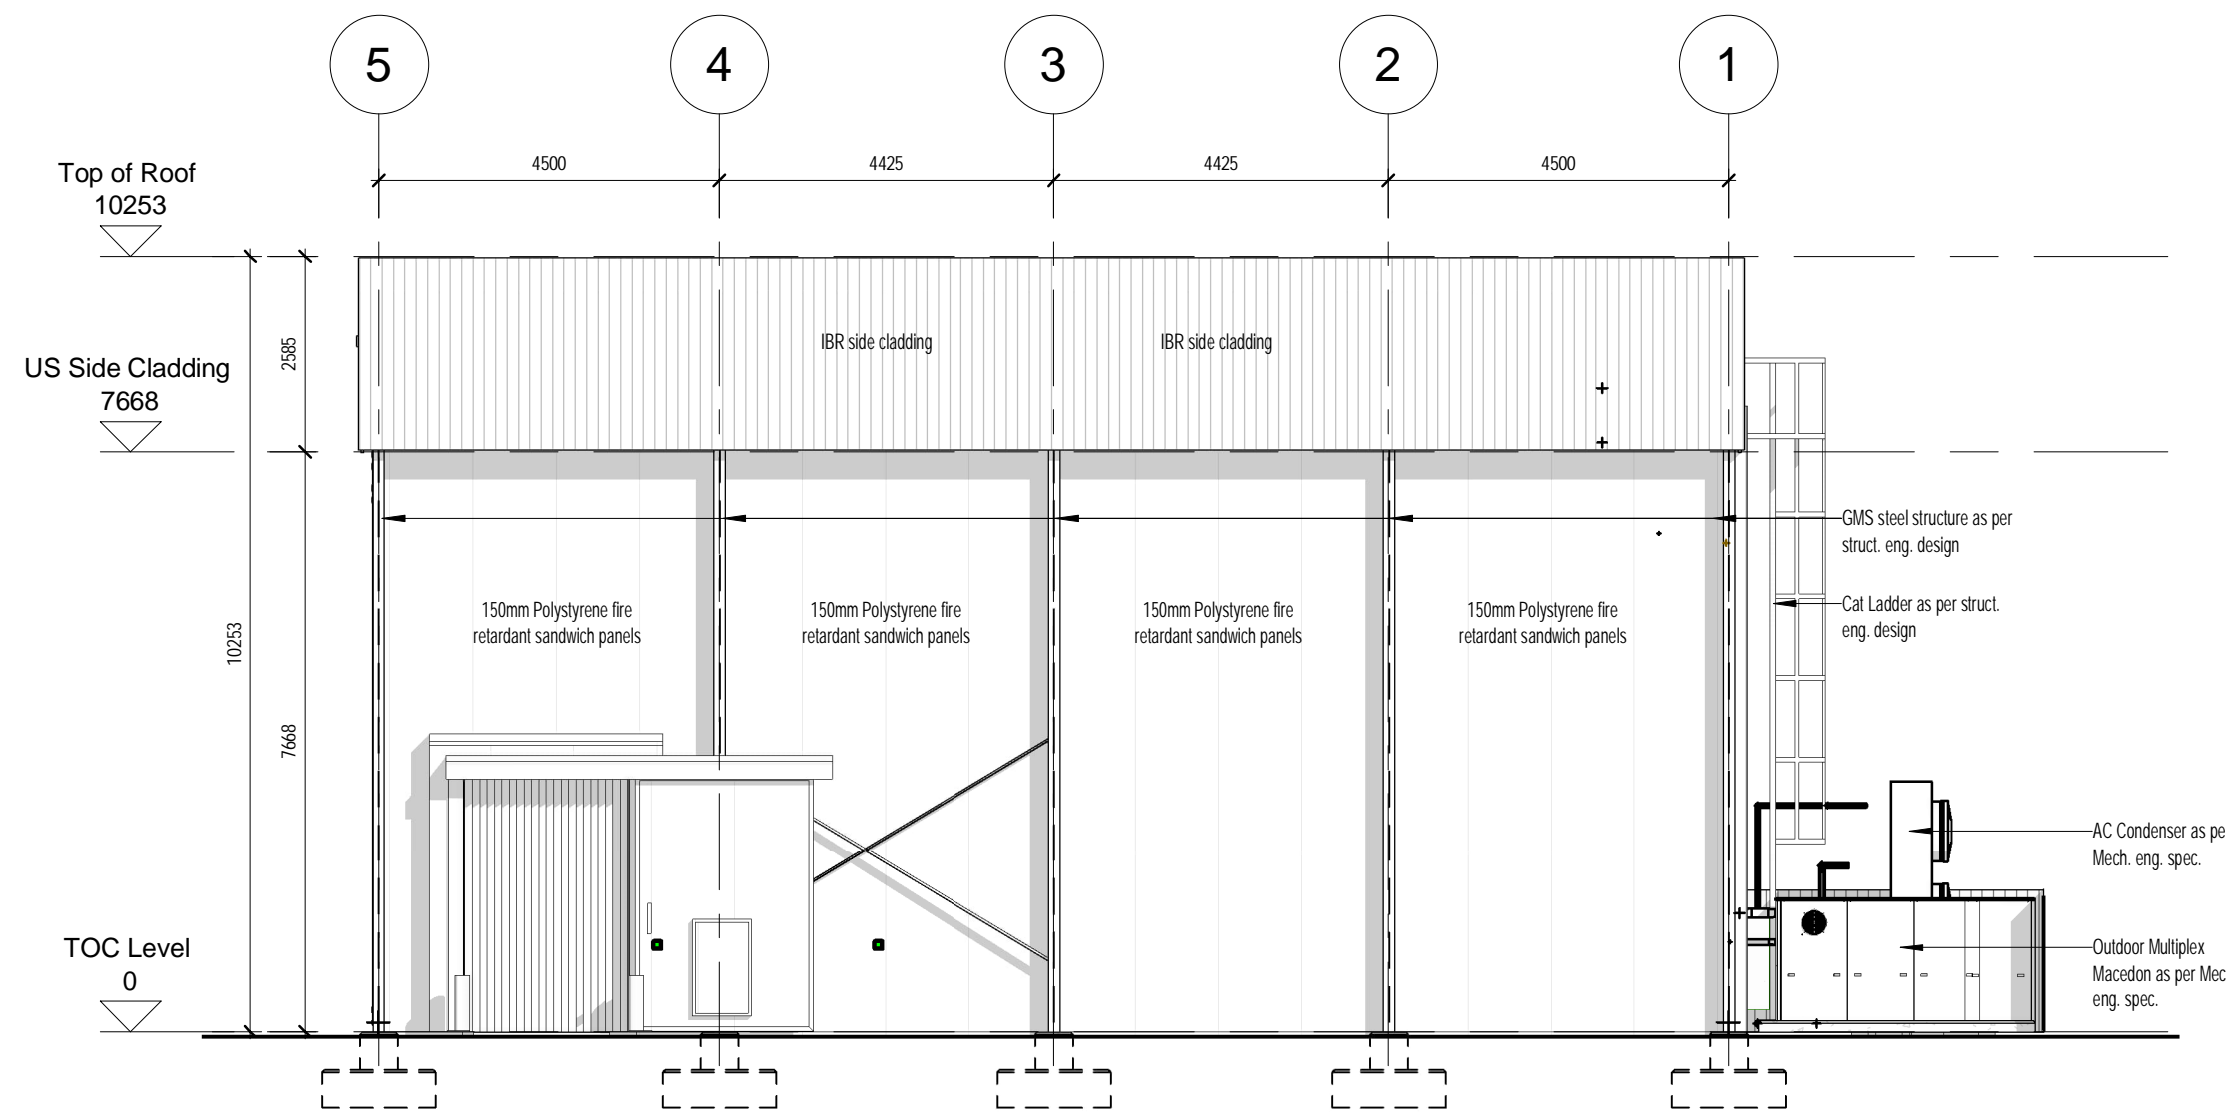 5 4 3 2 1
4500 4425 4425 4500
Top of Roof
10253
2585
IBR side cladding IBR side cladding
US Side Cladding
7668
GMS steel structure as per
struct. eng. design
150mm Polystyrene fire
retardant sandwich panels
150mm Polystyrene fire
retardant sandwich panels
150mm Polystyrene fire
retardant sandwich panels
150mm Polystyrene fire
retardant sandwich panels
Cat Ladder as per struct.
eng. design
10253
7668
AC Condenser as pe
Mech. eng. spec.
TOC Level
0
Outdoor Multiplex
Macedon as per Mec
eng. spec.